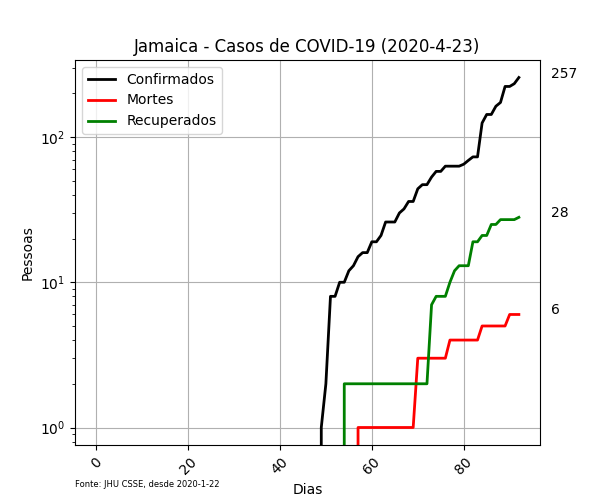 Jamaica - Casos de COVID-19 (2020-4-23)
Confirmados
Mortes
Recuperados
257
28
6
10²
10¹
10⁰
Pessoas
0
20
40
60
80
Fonte: JHU CSSE, desde 2020-1-22
Dias